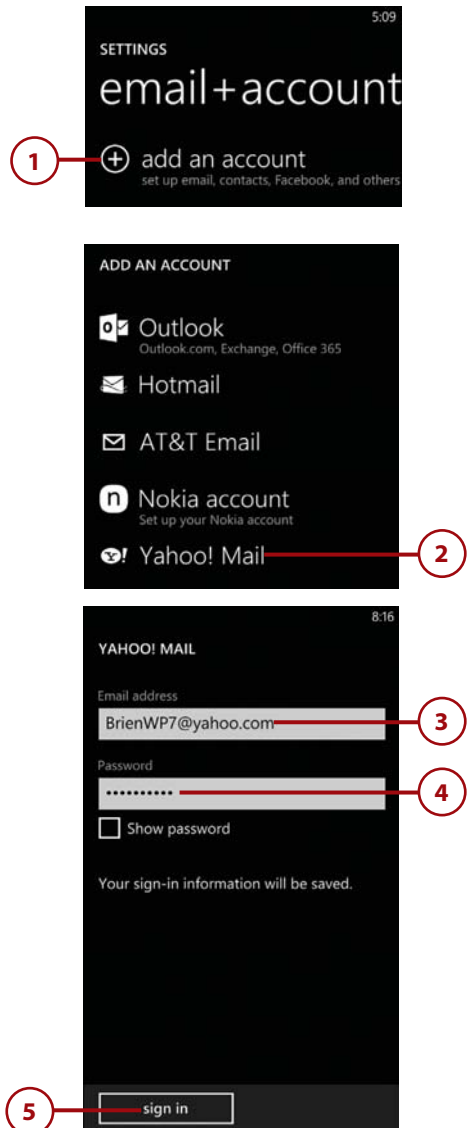 5:09
SETTINGS
email+account
1
add an account
set up email, contacts, Facebook, and others
ADD AN ACCOUNT
Outlook
Outlook.com, Exchange, Office 365
Hotmail
AT&T Email
n Nokia account
Set up your Nokia account
Y! Yahoo! Mail
2
8:16
YAHOO! MAIL
Email address
BrienWP7@yahoo.com
3
Password
••••••••••
4
Show password
Your sign-in information will be saved.
5
sign in